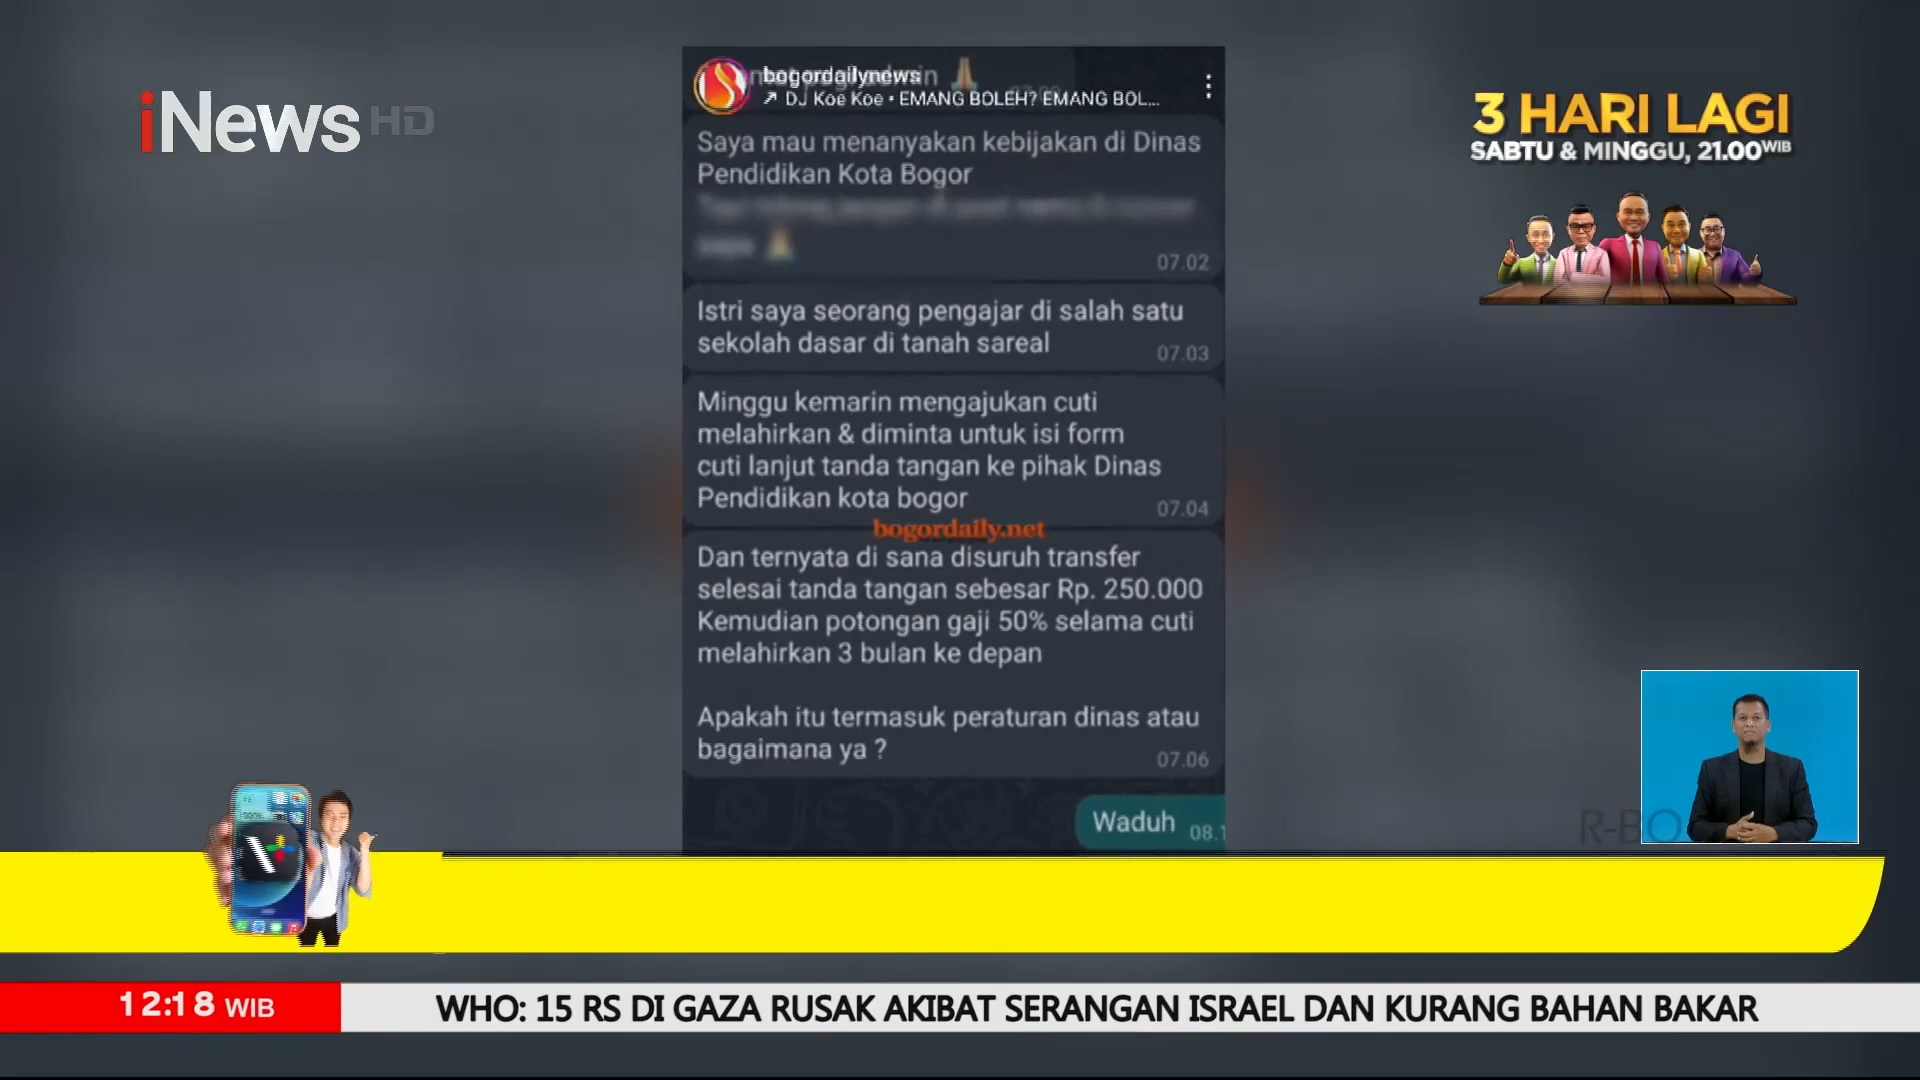 iNews HD
3 HARI LAGI
SABTU & MINGGU, 21.00 WIB
bogordailynews
DJ Koe Koe • EMANG BOLEH? EMANG BOL...
Saya mau menanyakan kebijakan di Dinas
Pendidikan Kota Bogor
07.02
Istri saya seorang pengajar di salah satu
sekolah dasar di tanah sareal
07.03
Minggu kemarin mengajukan cuti
melahirkan & diminta untuk isi form
cuti lanjut tanda tangan ke pihak Dinas
Pendidikan kota bogor
07.04
bogordaily.net
Dan ternyata di sana disuruh transfer
selesai tanda tangan sebesar Rp. 250.000
Kemudian potongan gaji 50% selama cuti
melahirkan 3 bulan ke depan
Apakah itu termasuk peraturan dinas atau
bagaimana ya ?
07.06
Waduh
08.1
R-BO
12:18 WIB
WHO: 15 RS DI GAZA RUSAK AKIBAT SERANGAN ISRAEL DAN KURANG BAHAN BAKAR